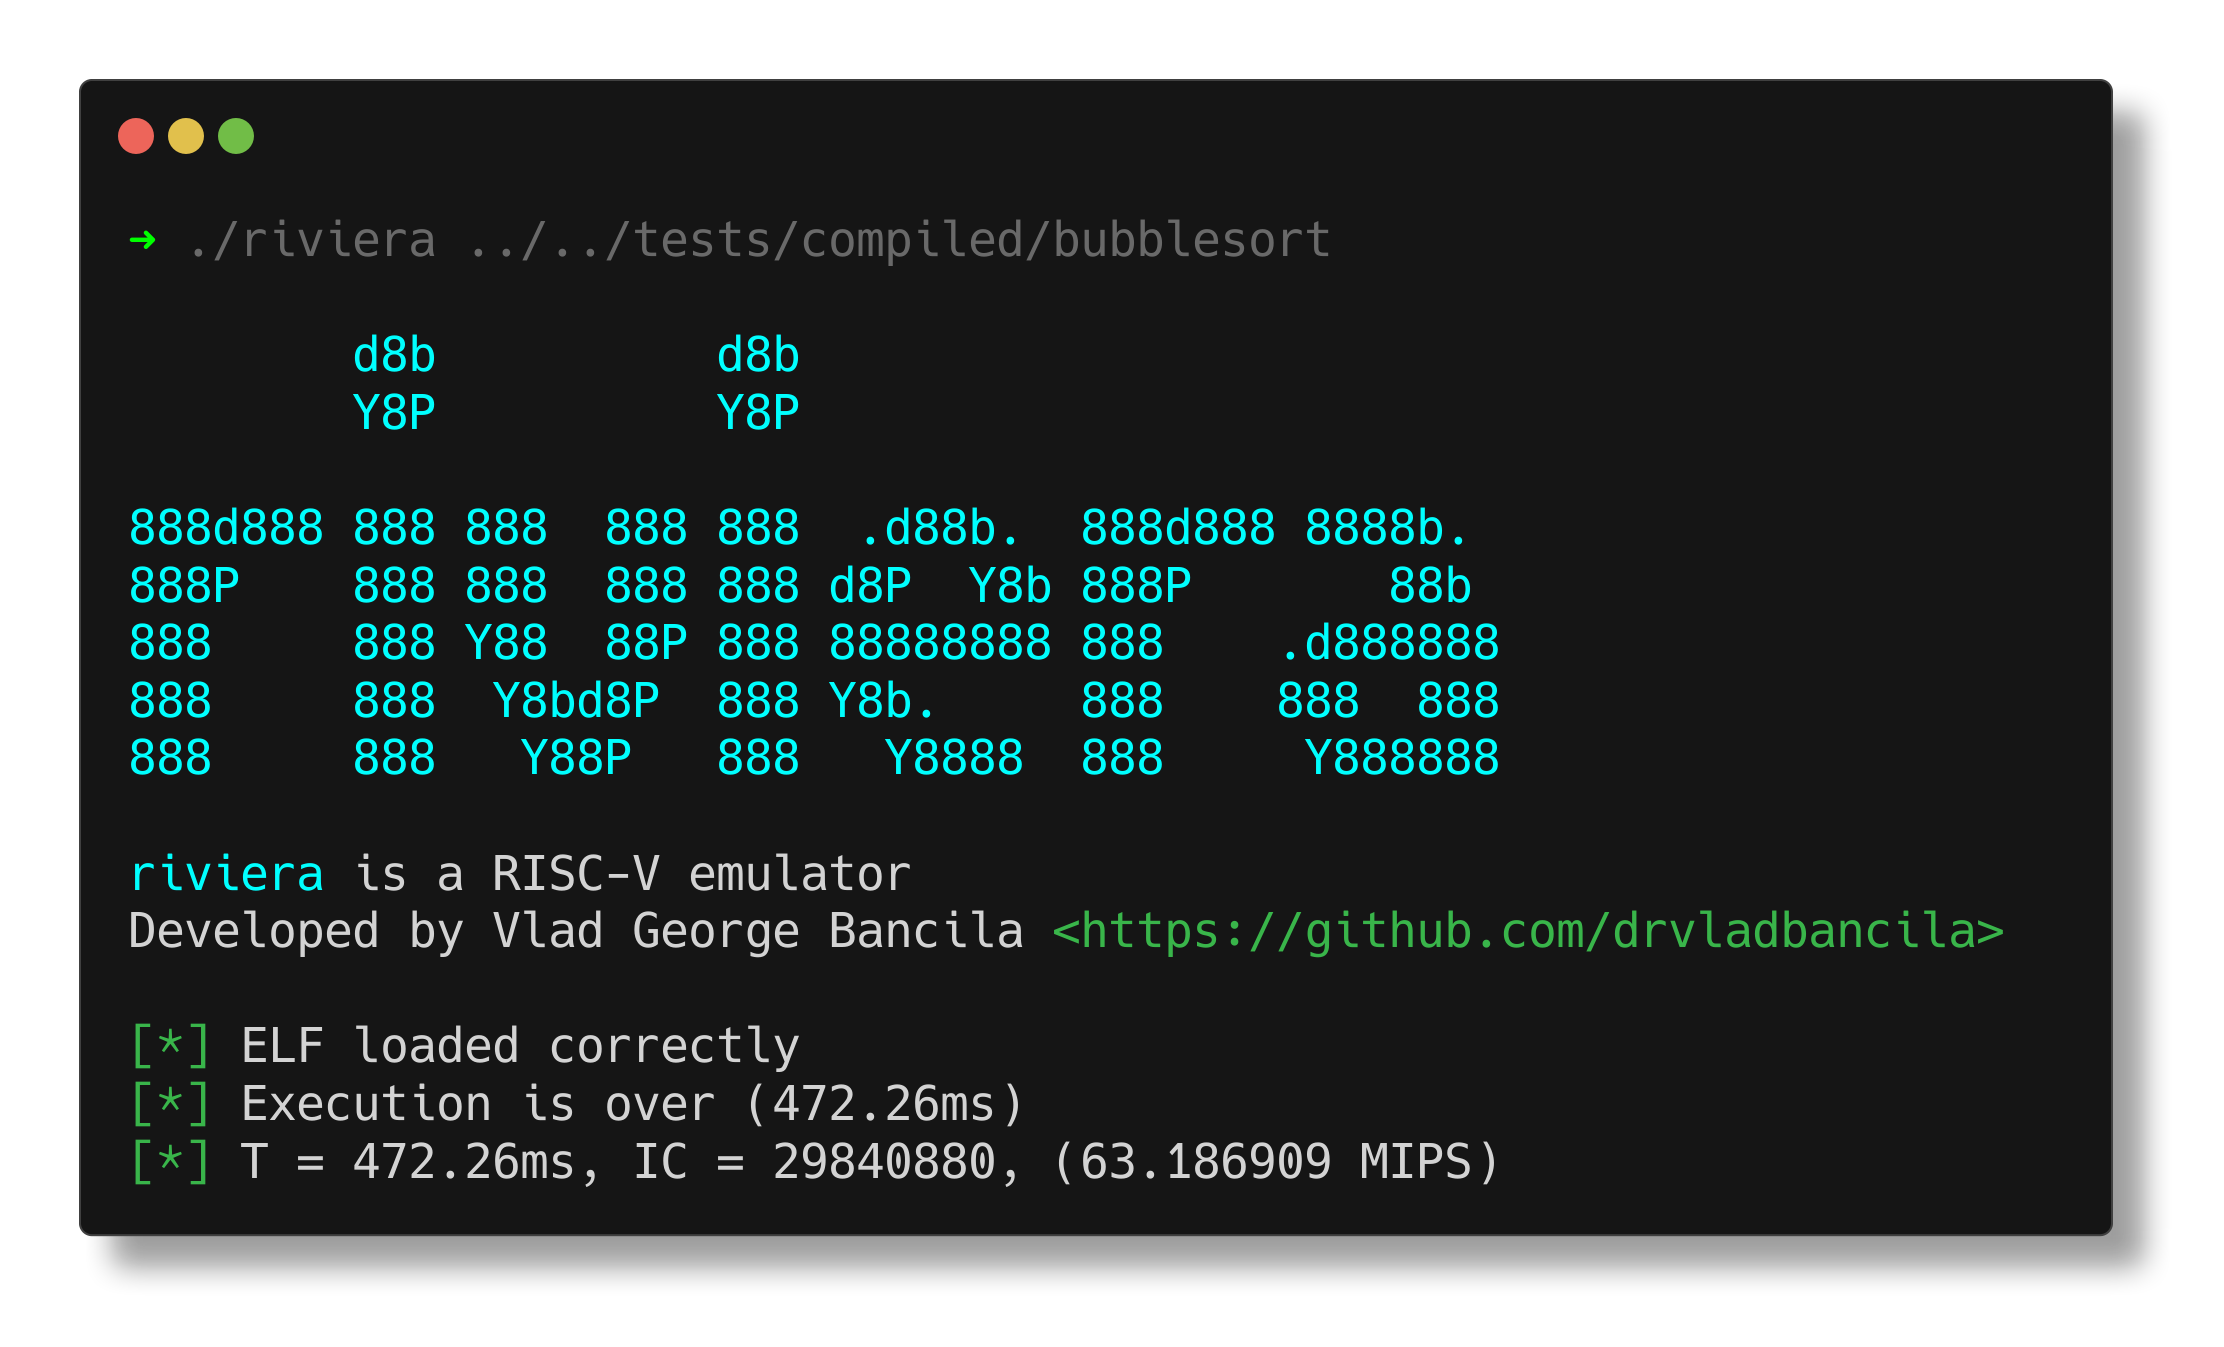 ➜ ./riviera ../../tests/compiled/bubblesort
        d8b          d8b
        Y8P          Y8P
888d888 888 888  888 888  .d88b.  888d888 8888b.
888P    888 888  888 888 d8P  Y8b 888P       88b
888     888 Y88  88P 888 88888888 888    .d888888
888     888  Y8bd8P  888 Y8b.     888    888  888
888     888   Y88P   888   Y8888  888     Y888888
riviera is a RISC-V emulator
Developed by Vlad George Bancila <https://github.com/drvladbancila>
[*] ELF loaded correctly
[*] Execution is over (472.26ms)
[*] T = 472.26ms, IC = 29840880, (63.186909 MIPS)